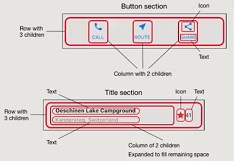 Button section
Icon
Row with
3 children
CALL
ROUTE
SHARE
Column with 2 children
Text
Title section
Text
Icon
Text
Row with
3 children
Oeschinen Lake Campground
Kandersteg, Switzerland
41
Text
Column of 2 children
Expanded to fill remaining space